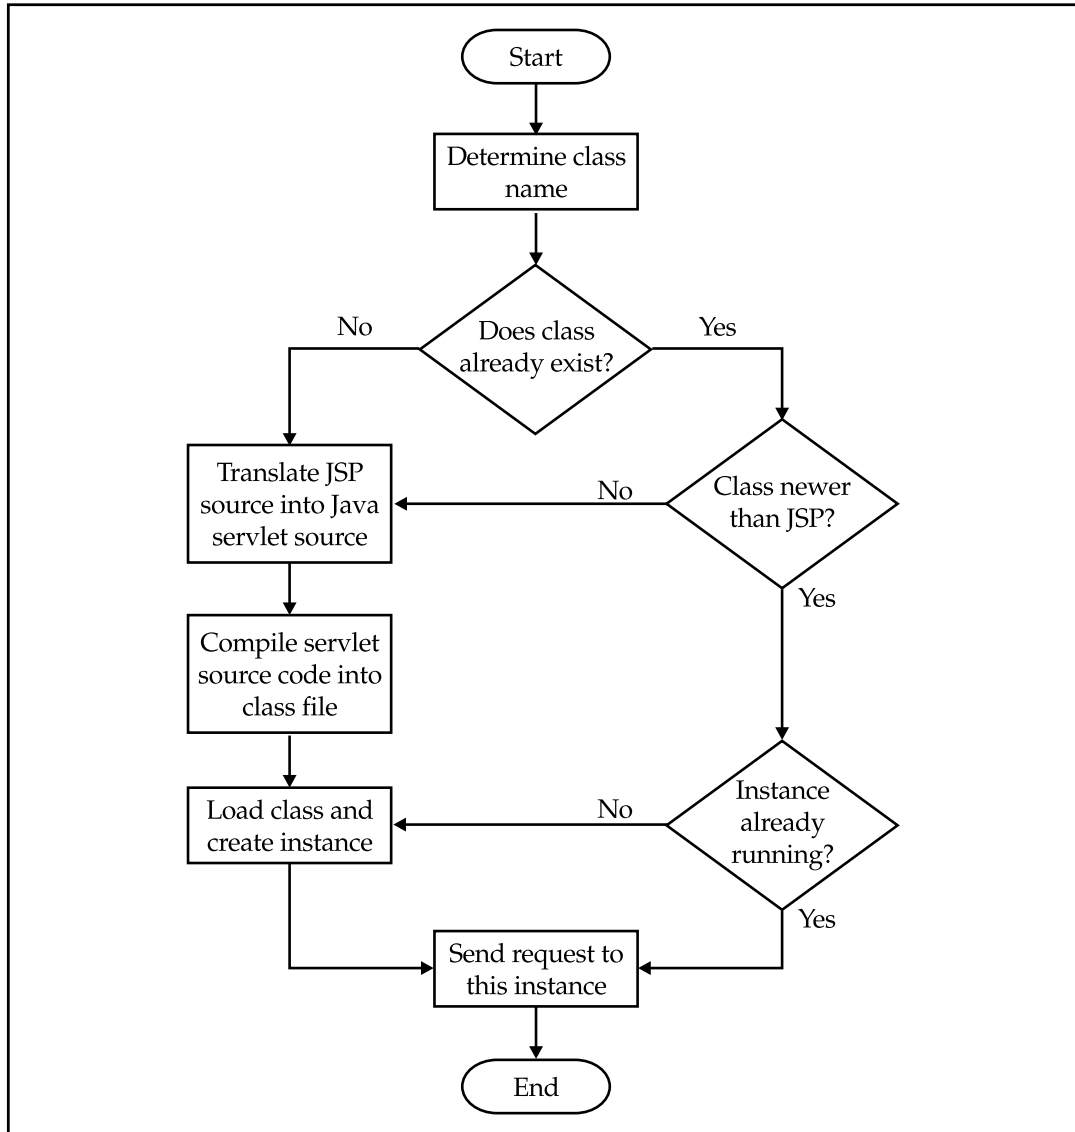 Start
Determine class
name
Does class
already exist?
No
Yes
Translate JSP
source into Java
servlet source
No
Class newer
than JSP?
Yes
Compile servlet
source code into
class file
Load class and
create instance
No
Instance
already
running?
Yes
Send request to
this instance
End